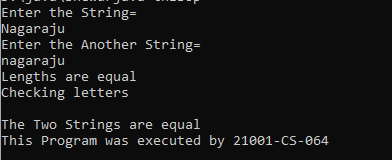 Enter the String=
Nagaraju
Enter the Another String=
nagaraju
Lengths are equal
Checking letters
The Two Strings are equal
This Program was executed by 21001-CS-064